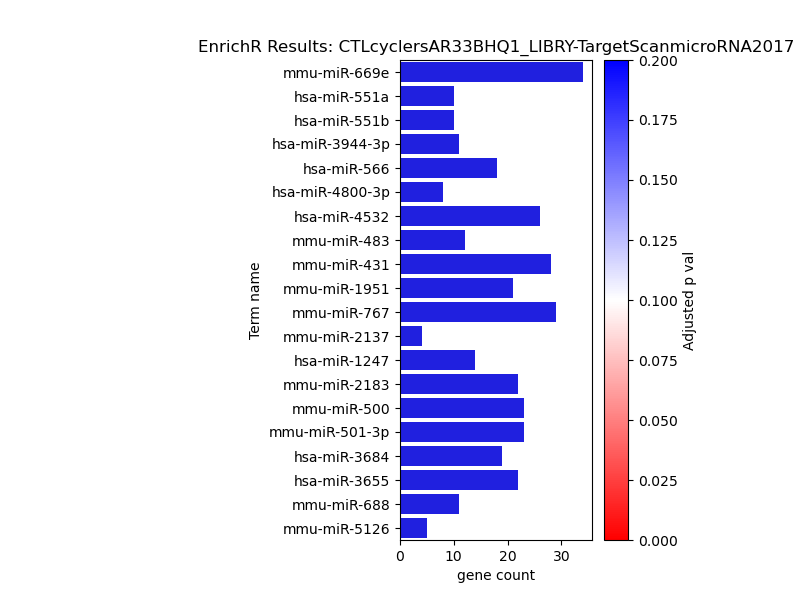 EnrichR Results: CTLcyclersAR33BHQ1_LIBRY-TargetScanmicroRNA2017
mmu-miR-669e
hsa-miR-551a
hsa-miR-551b
hsa-miR-3944-3p
hsa-miR-566
hsa-miR-4800-3p
hsa-miR-4532
mmu-miR-483
mmu-miR-431
mmu-miR-1951
mmu-miR-767
mmu-miR-2137
hsa-miR-1247
mmu-miR-2183
mmu-miR-500
mmu-miR-501-3p
hsa-miR-3684
hsa-miR-3655
mmu-miR-688
mmu-miR-5126
Term name
0 10 20 30
gene count
0.200
0.175
0.150
0.125
0.100
0.075
0.050
0.025
0.000
Adjusted p val